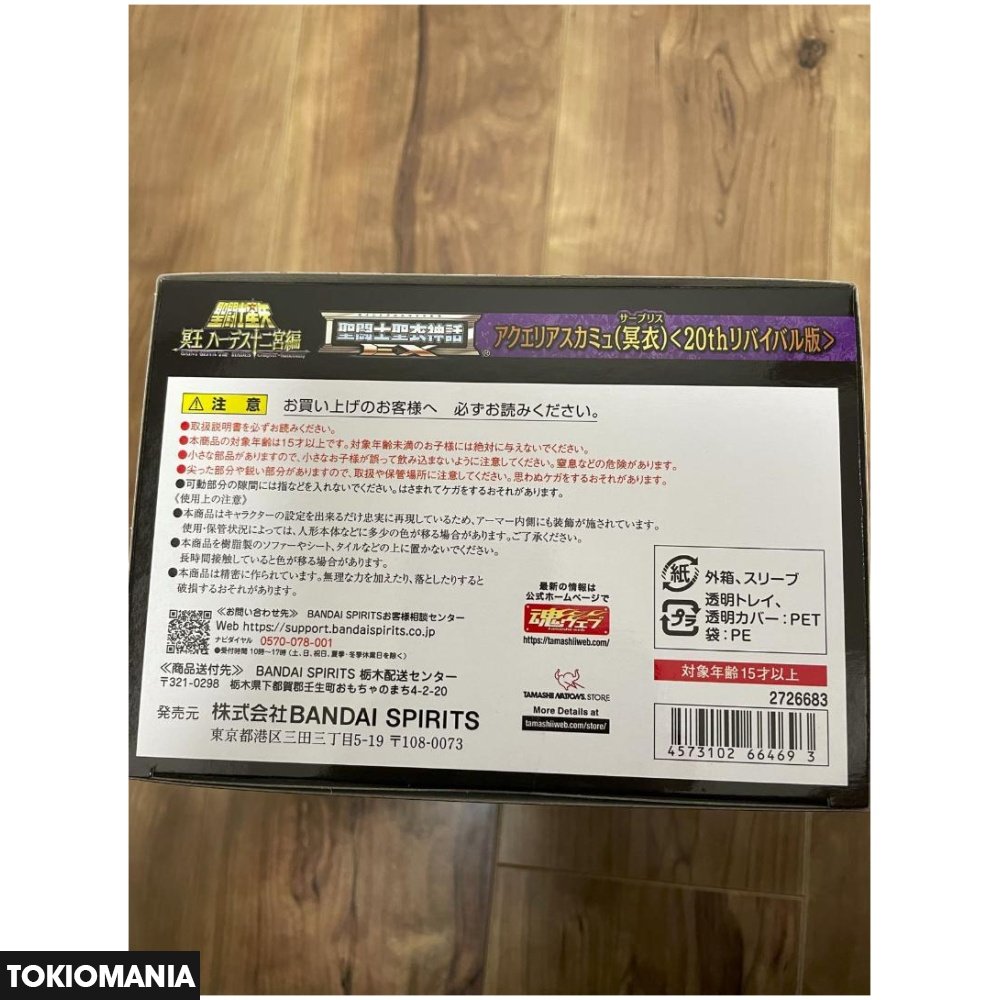 聖闘士星矢
冥王 ハーデス十二宮編
聖闘士聖衣神話
EX
®
サープリス
アクエリアスカミュ(冥衣)<20thリバイバル版>
⚠ 注 意 お買い上げのお客様へ 必ずお読みください。
●取扱説明書を必ずお読みください。
●本商品の対象年齢は15才以上です。対象年齢未満のお子様には絶対に与えないでください。
●小さな部品がありますので、小さなお子様が誤って飲み込まないように注意してください。窒息などの危険があります。
●尖った部分や鋭い部分がありますので、取扱や保管場所に注意してください。思わぬケガをするおそれがあります。
●可動部分の隙間には指などを入れないでください。はさまれてケガをするおそれがあります。
《使用上の注意》
●本商品はキャラクターの設定を出来るだけ忠実に再現しているため、アーマー内側にも装飾が施されています。
使用・保管状況によっては、人形本体などに多少の色が移る場合があります。ご了承ください。
●本商品を樹脂製のソファーやシート、タイルなどの上に置かないでください。
長時間接触していると色が移る場合があります。
●本商品は精密に作られています。無理な力を加えたり、落としたりすると
破損するおそれがあります。
≪お問い合わせ先≫ BANDAI SPIRITSお客様相談センター
Web https://support.bandaispirits.co.jp
ナビダイヤル 0570-078-001
●受付時間 10時〜17時 (土、日、祝日、夏季・冬季休業日を除く)
≪商品送付先≫ BANDAI SPIRITS 栃木配送センター
〒321-0298 栃木県下都賀郡壬生町おもちゃのまち4-2-20
発売元 株式会社BANDAI SPIRITS
東京都港区三田三丁目5-19 〒108-0073
最新の情報は
公式ホームページで
魂ウェブ
https://tamashiiweb.com/
TAMASHII NATIONS STORE
More Details at
tamashiiweb.com/store/
紙 外箱、スリーブ
プラ 透明トレイ、
透明カバー:PET
袋:PE
対象年齢15才以上
2726683
4573102 664693
TOKIOMANIA